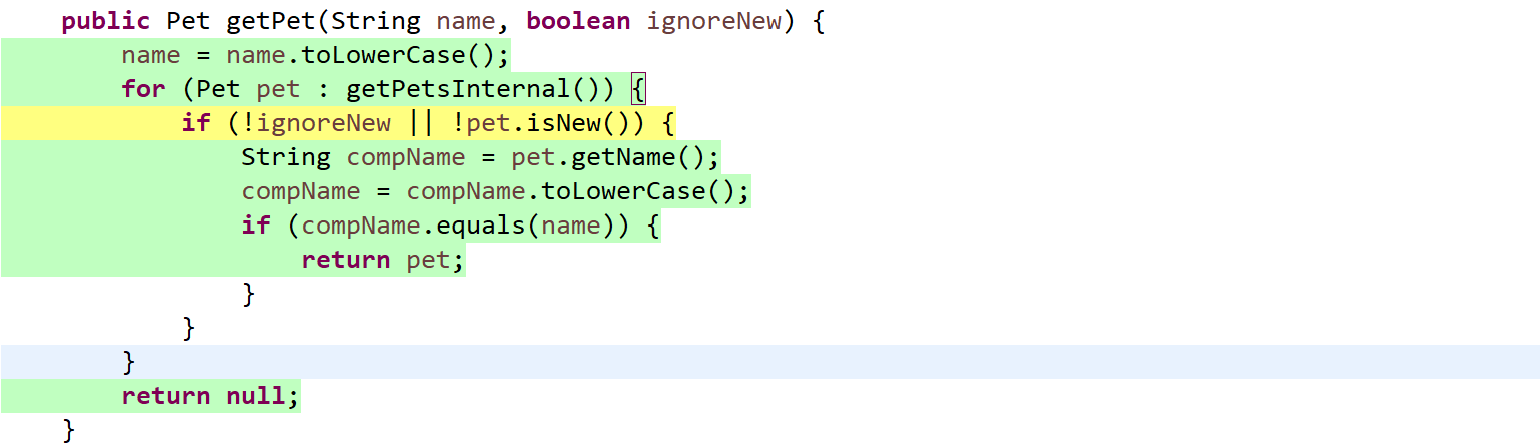 public Pet getPet(String name, boolean ignoreNew) {
name = name.toLowerCase();
for (Pet pet : getPetsInternal()) {
if (!ignoreNew || !pet.isNew()) {
String compName = pet.getName();
compName = compName.toLowerCase();
if (compName.equals(name)) {
return pet;
}
}
}
return null;
}